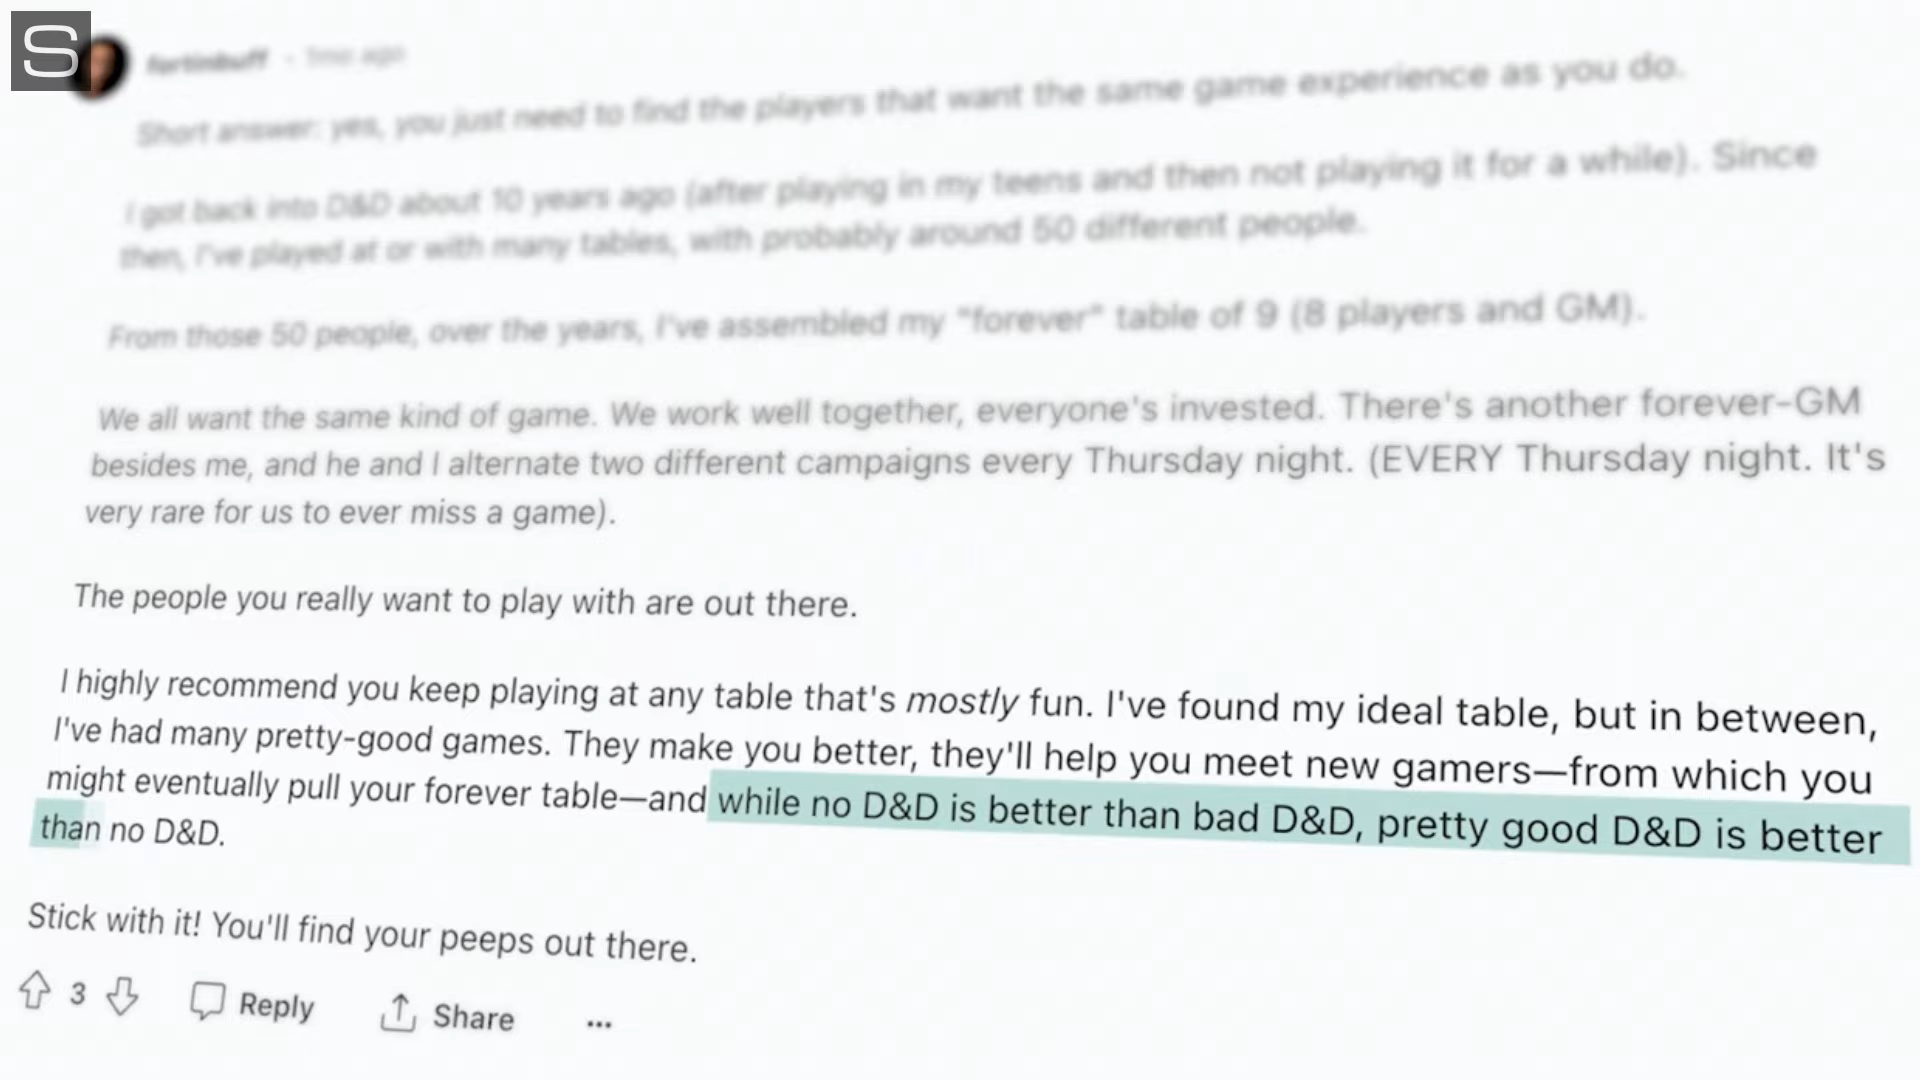 S
fortinbuff · 1mo ago
Short answer: yes, you just need to find the players that want the same game experience as you do.
I got back into D&D about 10 years ago (after playing in my teens and then not playing it for a while). Since
then, I've played at or with many tables, with probably around 50 different people.
From those 50 people, over the years, I've assembled my "forever" table of 9 (8 players and GM).
We all want the same kind of game. We work well together, everyone's invested. There's another forever-GM
besides me, and he and I alternate two different campaigns every Thursday night. (EVERY Thursday night. It's
very rare for us to ever miss a game).
The people you really want to play with are out there.
I highly recommend you keep playing at any table that's mostly fun. I've found my ideal table, but in between,
I've had many pretty-good games. They make you better, they'll help you meet new gamers—from which you
might eventually pull your forever table—and while no D&D is better than bad D&D, pretty good D&D is better
than no D&D.
Stick with it! You'll find your peeps out there.
3 Reply Share ...